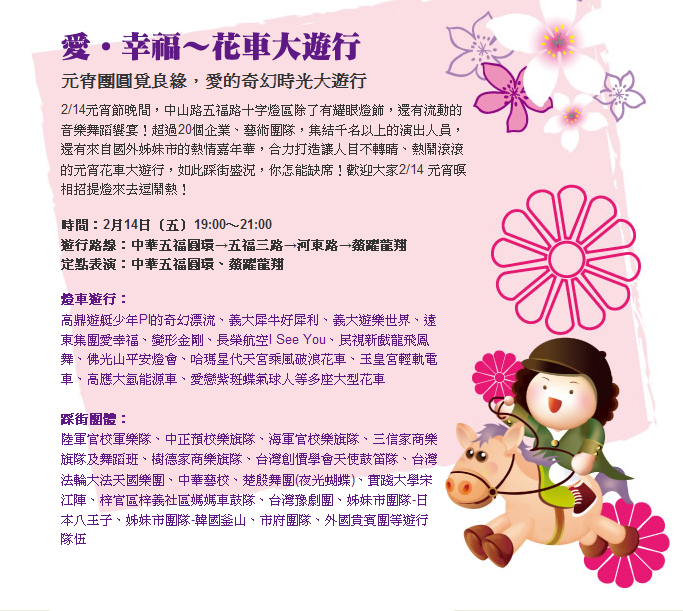 愛‧幸福～花車大遊行
元宵團圓覓良緣，愛的奇幻時光大遊行
2/14元宵節晚間，中山路五福路十字燈區除了有耀眼燈飾，還有流動的
音樂舞蹈饗宴！超過20個企業、藝術團隊，集結千名以上的演出人員，
還有來自國外姊妹市的熱情嘉年華，合力打造讓人目不轉睛、熱鬧滾滾
的元宵花車大遊行，如此踩街盛況，你怎能缺席！歡迎大家2/14 元宵暝
相招提燈來去逗鬧熱！
時間：2月14日（五）19:00～21:00
遊行路線：中華五福圓環→五福三路→河東路→蓊躍龍翔
定點表演：中華五福圓環、蓊躍龍翔
燈車遊行：
高鼎遊艇少年PI的奇幻漂流、義大犀牛好犀利、義大遊樂世界、遠
東集團愛幸福、變形金剛、長榮航空I See You、民視新戲龍飛鳳
舞、佛光山平安燈會、哈瑪星代天宮乘風破浪花車、玉皇宮輕軌電
車、高應大氫能源車、愛戀紫斑蝶氣球人等多座大型花車
踩街團體：
陸軍官校軍樂隊、中正預校樂旗隊、海軍官校樂旗隊、三信家商樂
旗隊及舞蹈班、樹德家商樂旗隊、台灣創價學會天使鼓笛隊、台灣
法輪大法天國樂團、中華藝校、楚殷舞團(夜光蝴蝶)、實踐大學宋
江陣、梓官區梓義社區媽媽車鼓隊、台灣豫劇團、姊妹市團隊-日
本八王子、姊妹市團隊-韓國釜山、市府團隊、外國貴賓團等遊行
隊伍